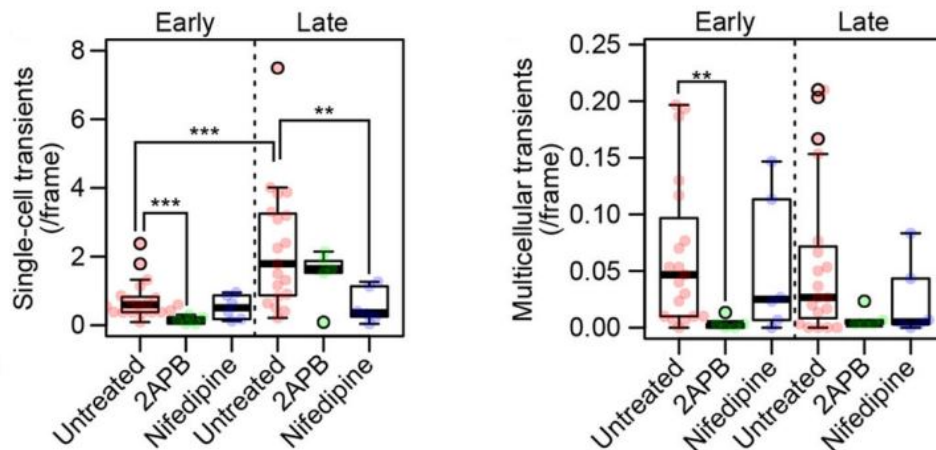 Early Late
Single-cell transients
(/frame)
8
6
4
2
0
***
***
**
Untreated
2APB
Nifedipine
Untreated
2APB
Nifedipine
Early Late
Multicellular transients
(/frame)
0.25
0.20
0.15
0.10
0.05
0.00
**
Untreated
2APB
Nifedipine
Untreated
2APB
Nifedipine